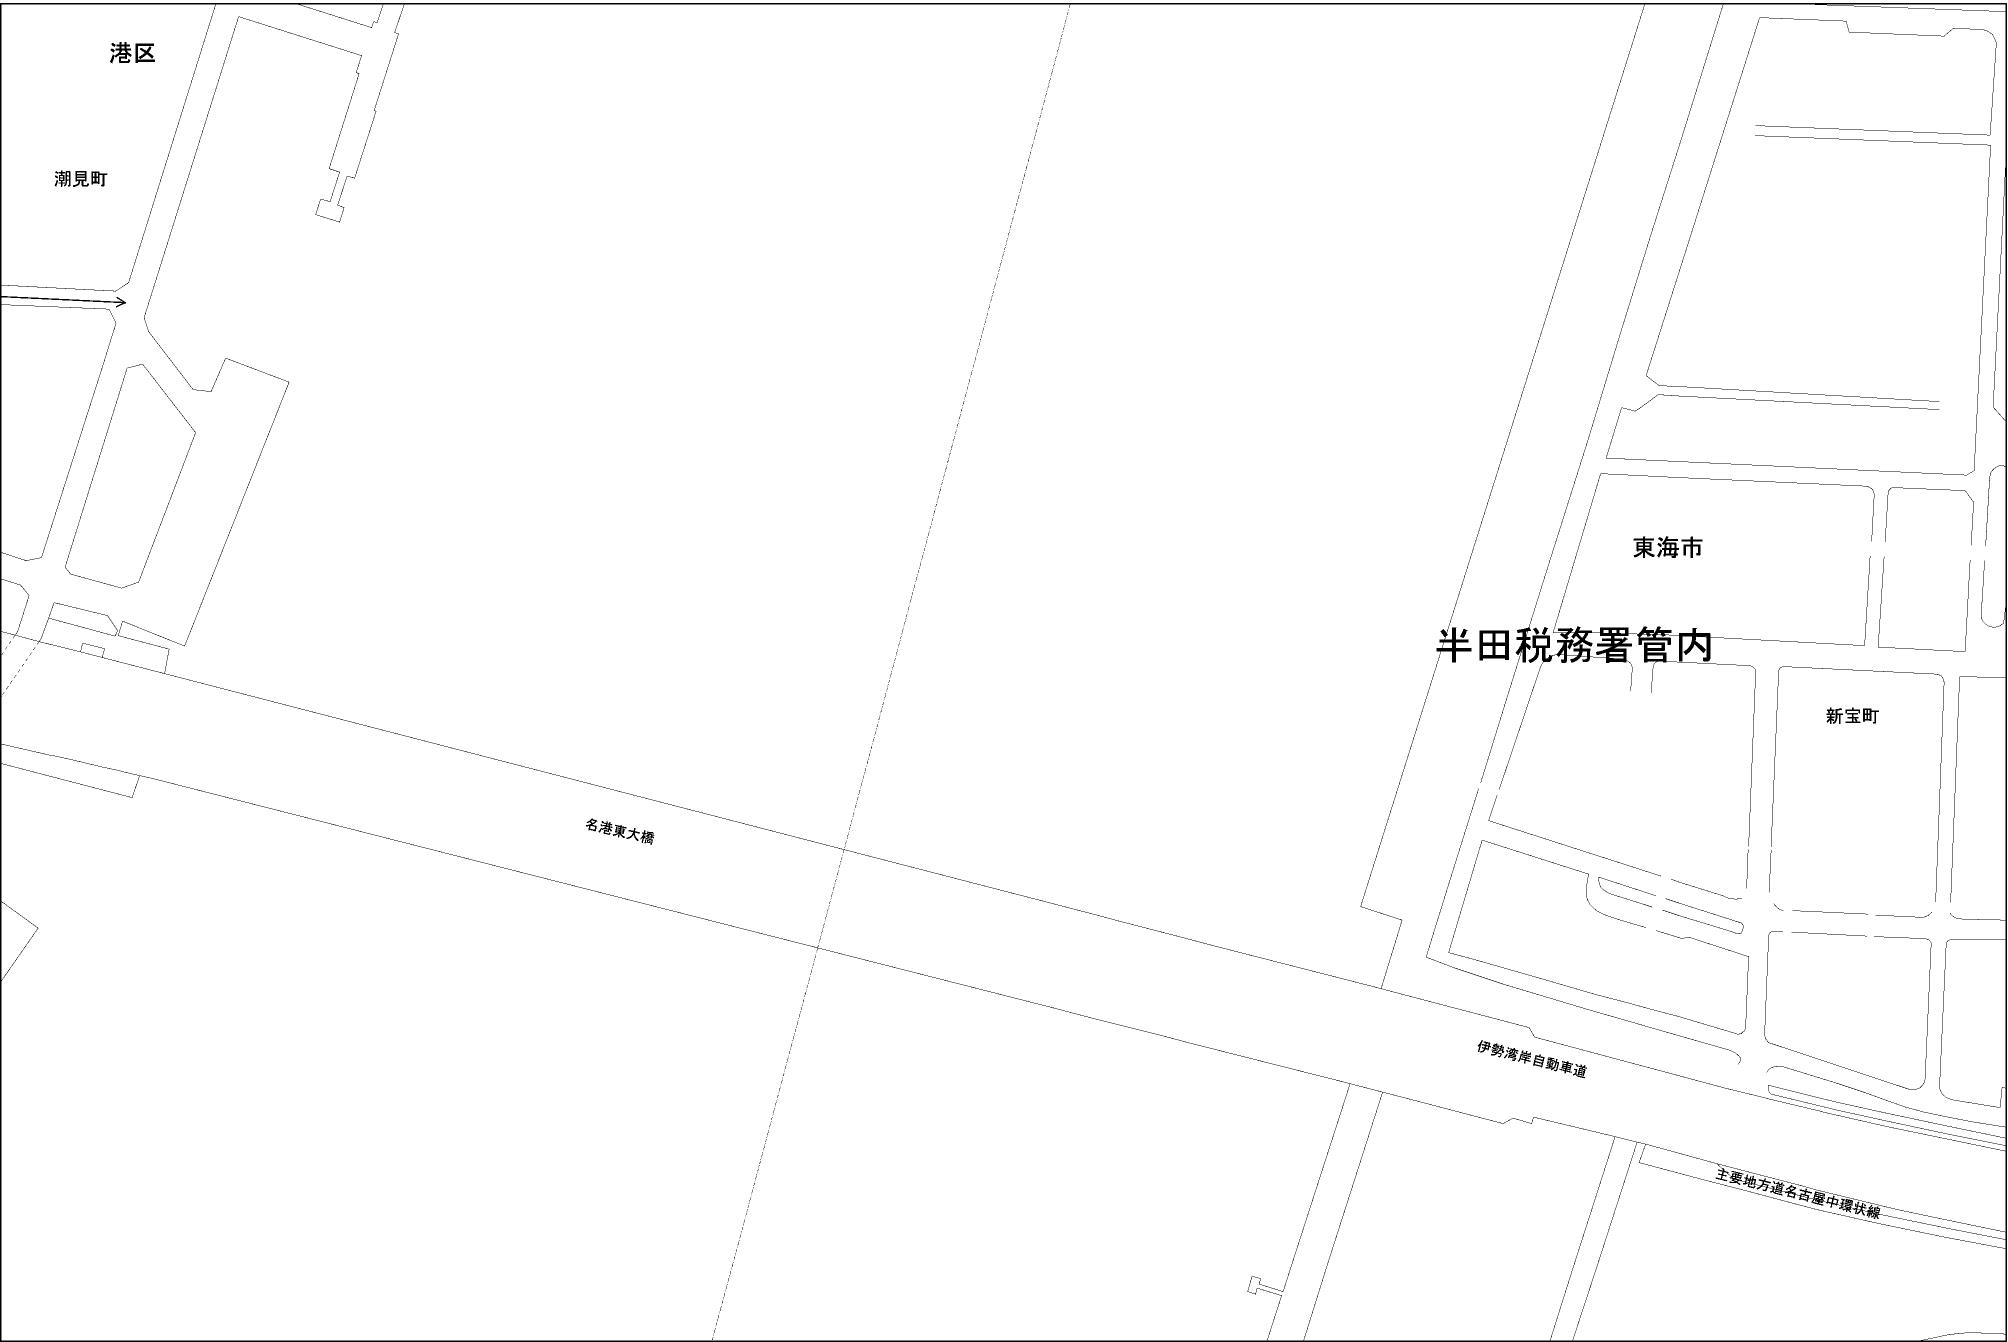 港区
潮見町
東海市
半田税務署管内
新宝町
名港東大橋
伊勢湾岸自動車道
主要地方道名古屋中環状線